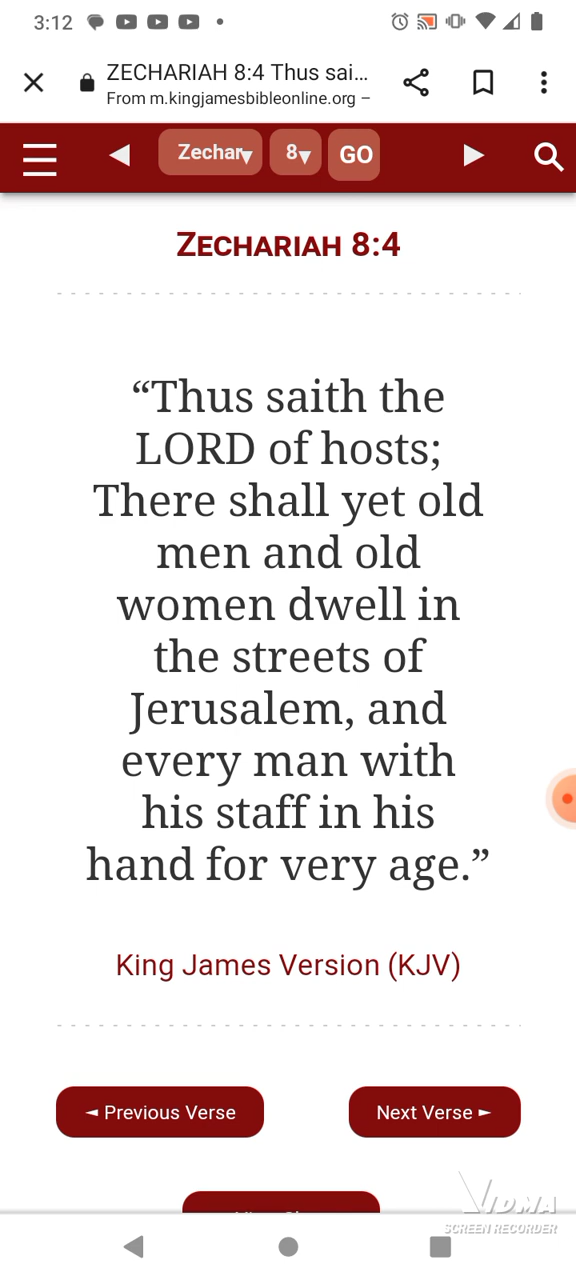 3:12
ZECHARIAH 8:4 Thus sai...
From m.kingjamesbibleonline.org –
Zechar 8 GO
ZECHARIAH 8:4
“Thus saith the
LORD of hosts;
There shall yet old
men and old
women dwell in
the streets of
Jerusalem, and
every man with
his staff in his
hand for very age.”
King James Version (KJV)
◄ Previous Verse Next Verse ►
VIDMA
SCREEN RECORDER